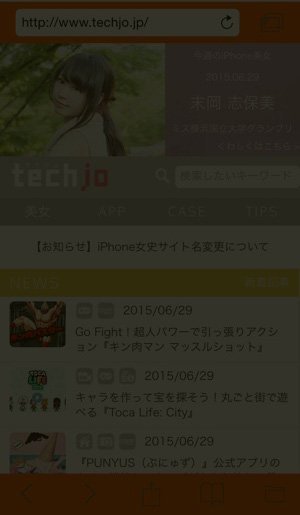 http://www.techjo.jp/
今週のiPhone美女
2015.06.29
末岡 志保美
ミス横浜国立大学グランプリ
くわしくはこちら
techjo
検索したいキーワード
美女 APP CASE TIPS
【お知らせ】iPhone女史サイト名変更について
NEWS 新着記事
2015/06/29
Go Fight！超人パワーで引っ張りアクシ
ョン『キン肉マン マッスルショット』
2015/06/29
キャラを作って宝を探そう！丸ごと街で遊
べる『Toca Life: City』
2015/06/29
『PUNYUS（ぷにゅず）』公式アプリの